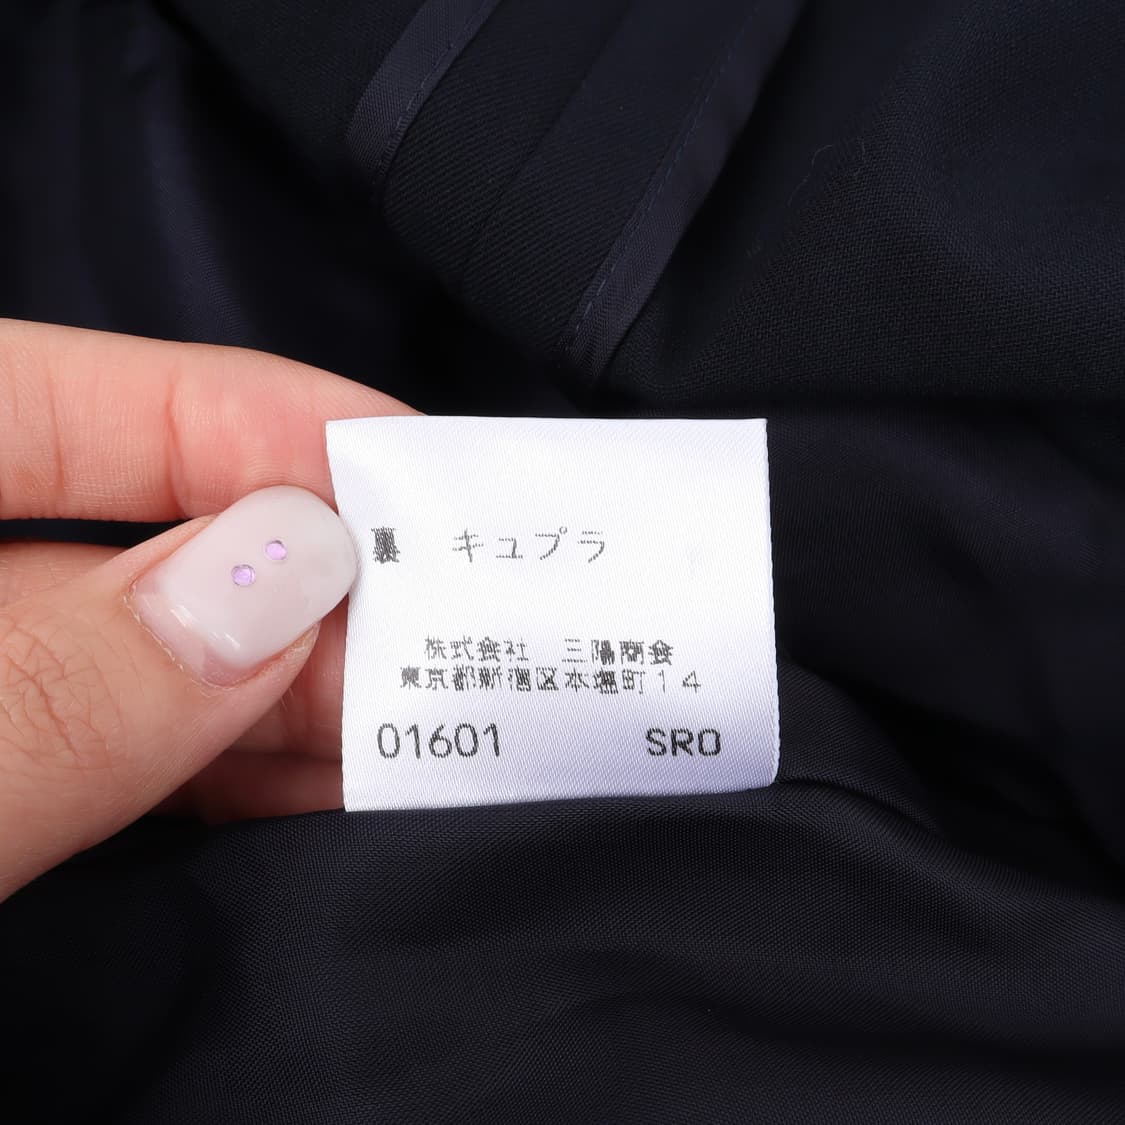 裏 キュプラ
株式会社 三陽商会
東京都新宿区本塩町14
01601 SRO